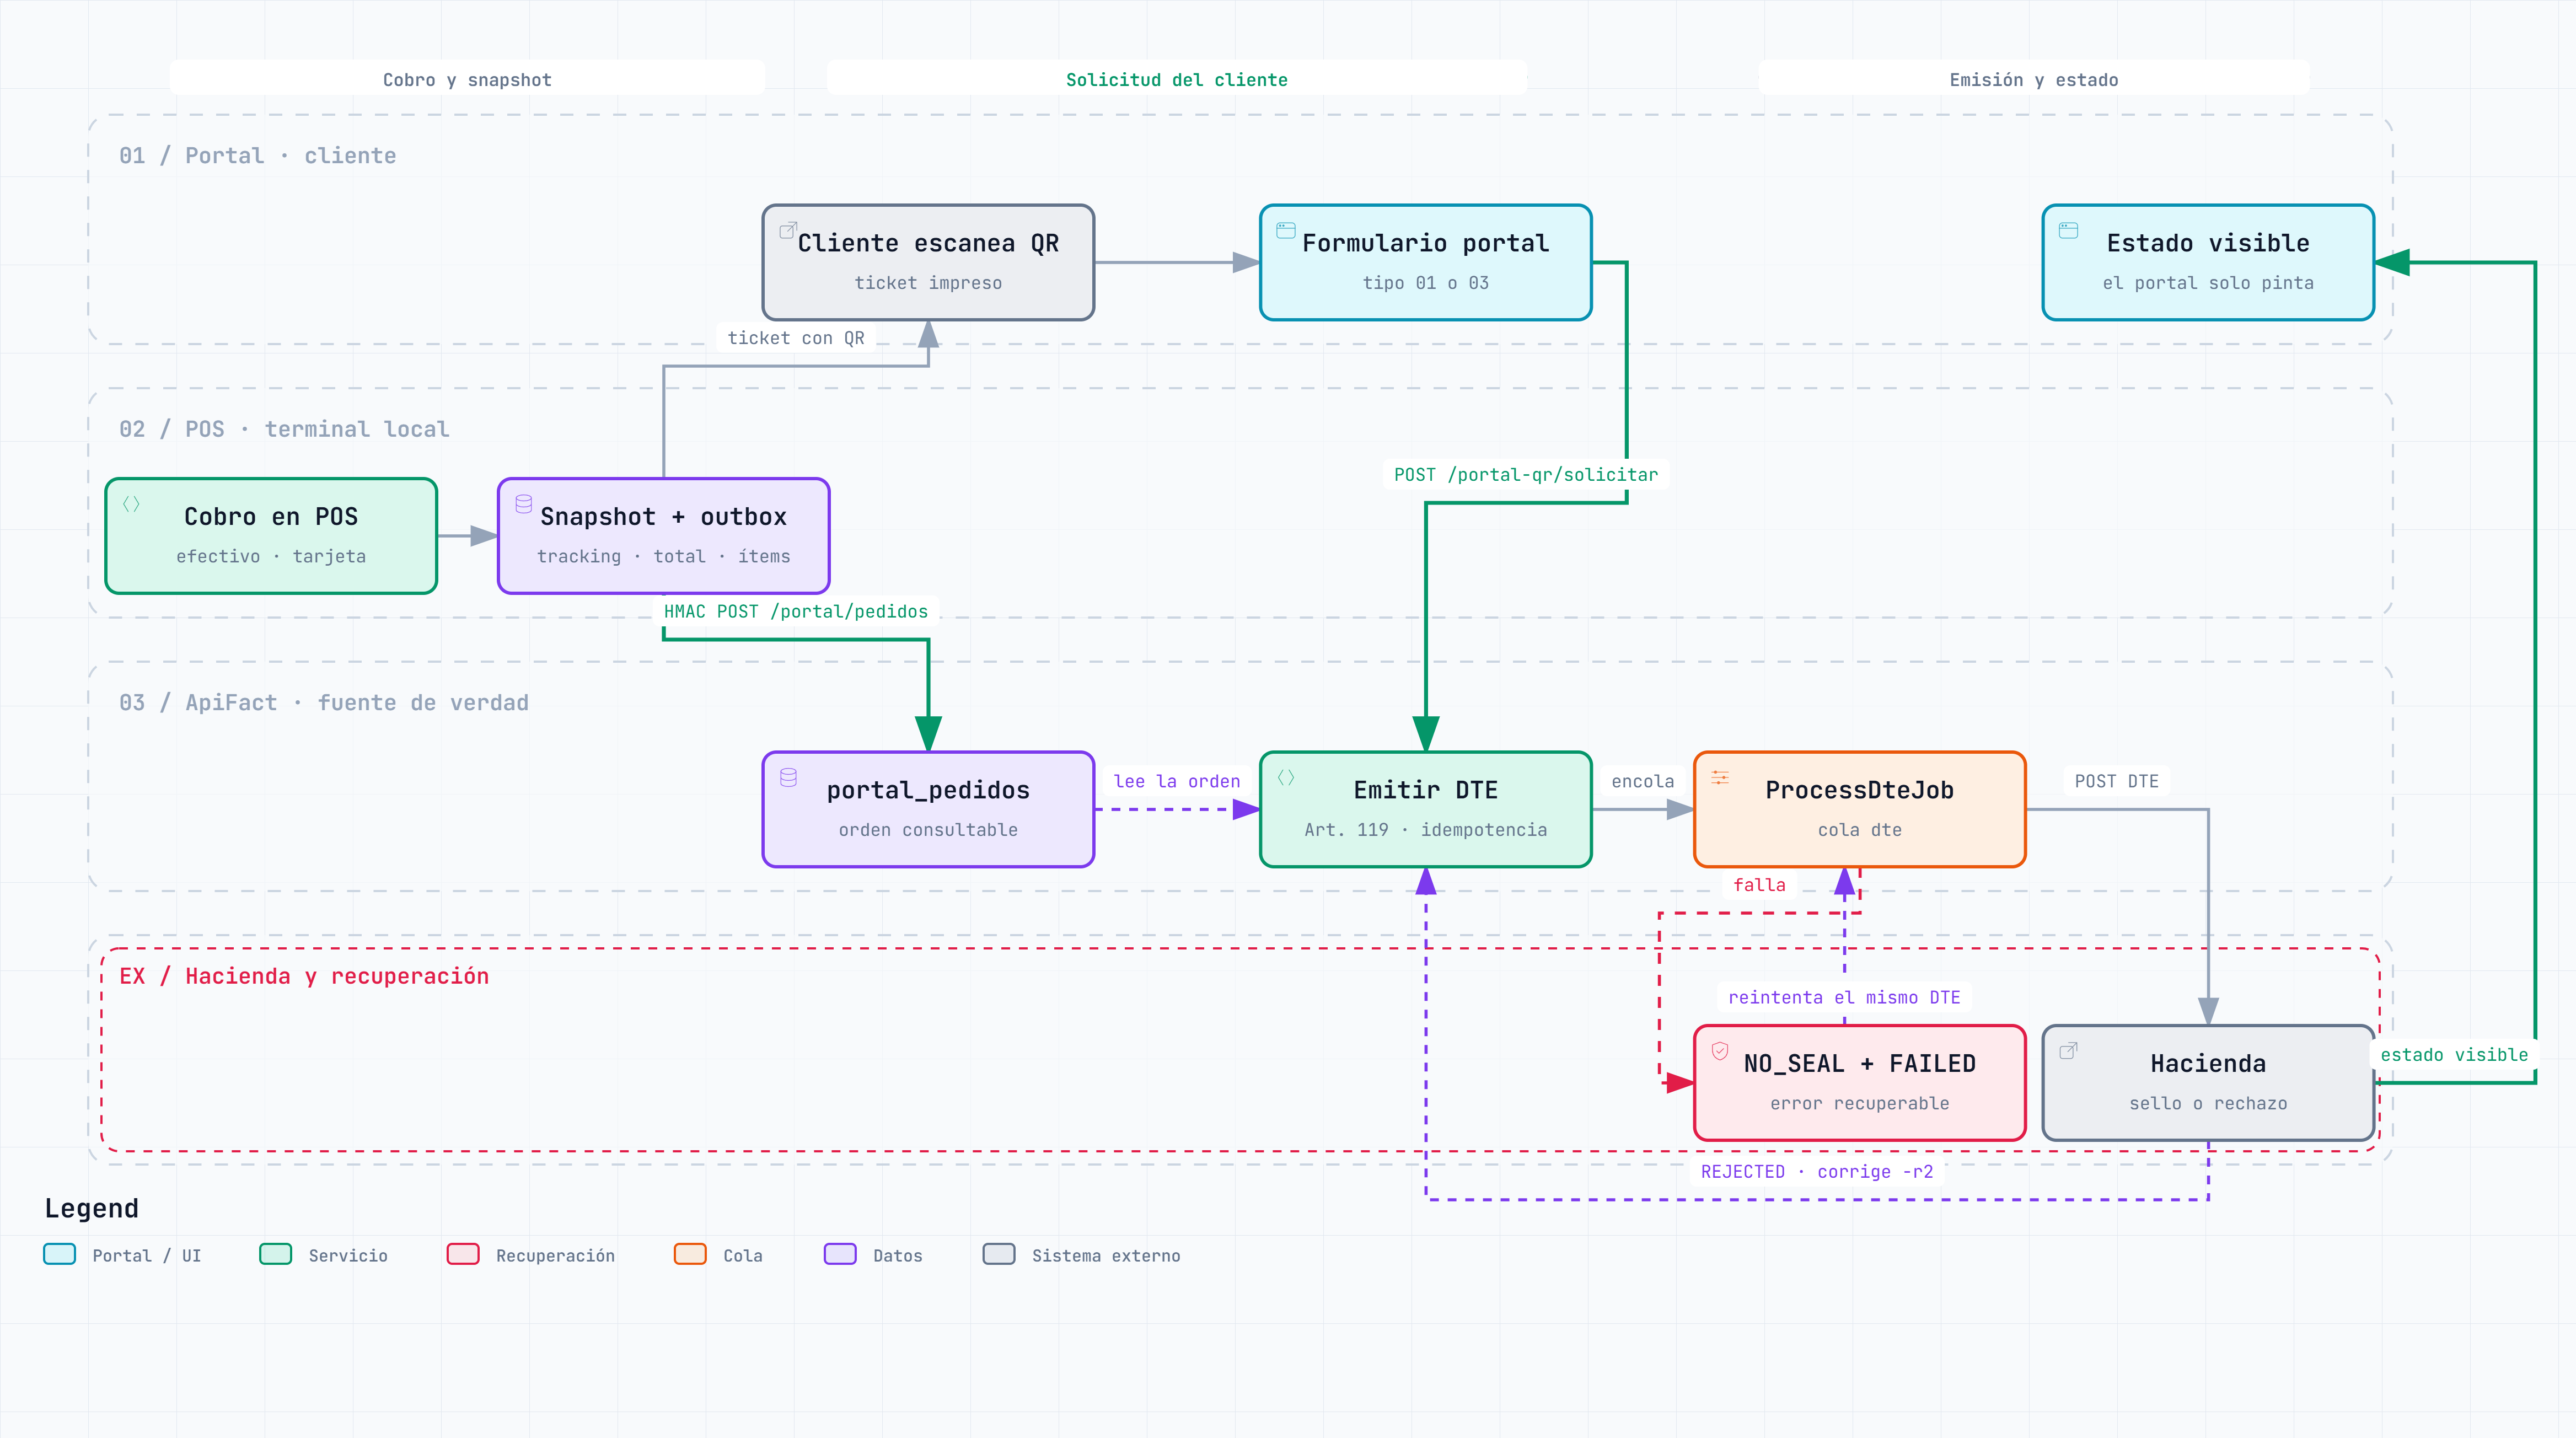 Cobro y snapshot
Solicitud del cliente
Emisión y estado
01 / Portal · cliente
Cliente escanea QR
ticket impreso
Formulario portal
tipo 01 o 03
Estado visible
el portal solo pinta
ticket con QR
02 / POS · terminal local
POST /portal-qr/solicitar
Cobro en POS
efectivo · tarjeta
Snapshot + outbox
tracking · total · ítems
HMAC POST /portal/pedidos
03 / ApiFact · fuente de verdad
portal_pedidos
orden consultable
lee la orden
Emitir DTE
Art. 119 · idempotencia
encola
ProcessDteJob
cola dte
POST DTE
falla
EX / Hacienda y recuperación
reintenta el mismo DTE
NO_SEAL + FAILED
error recuperable
Hacienda
sello o rechazo
estado visible
REJECTED · corrige -r2
Legend
Portal / UI
Servicio
Recuperación
Cola
Datos
Sistema externo